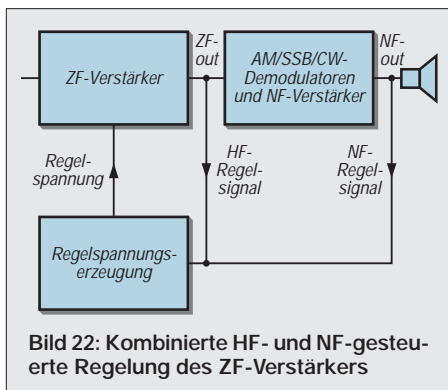 ZF-Verstärker
ZF-
out
AM/SSB/CW-
Demodulatoren
und NF-Verstärker
NF-
out
Regel-
spannung
HF-
Regel-
signal
NF-
Regel-
signal
Regelspannungs-
erzeugung
Bild 22: Kombinierte HF- und NF-gesteu-
erte Regelung des ZF-Verstärkers